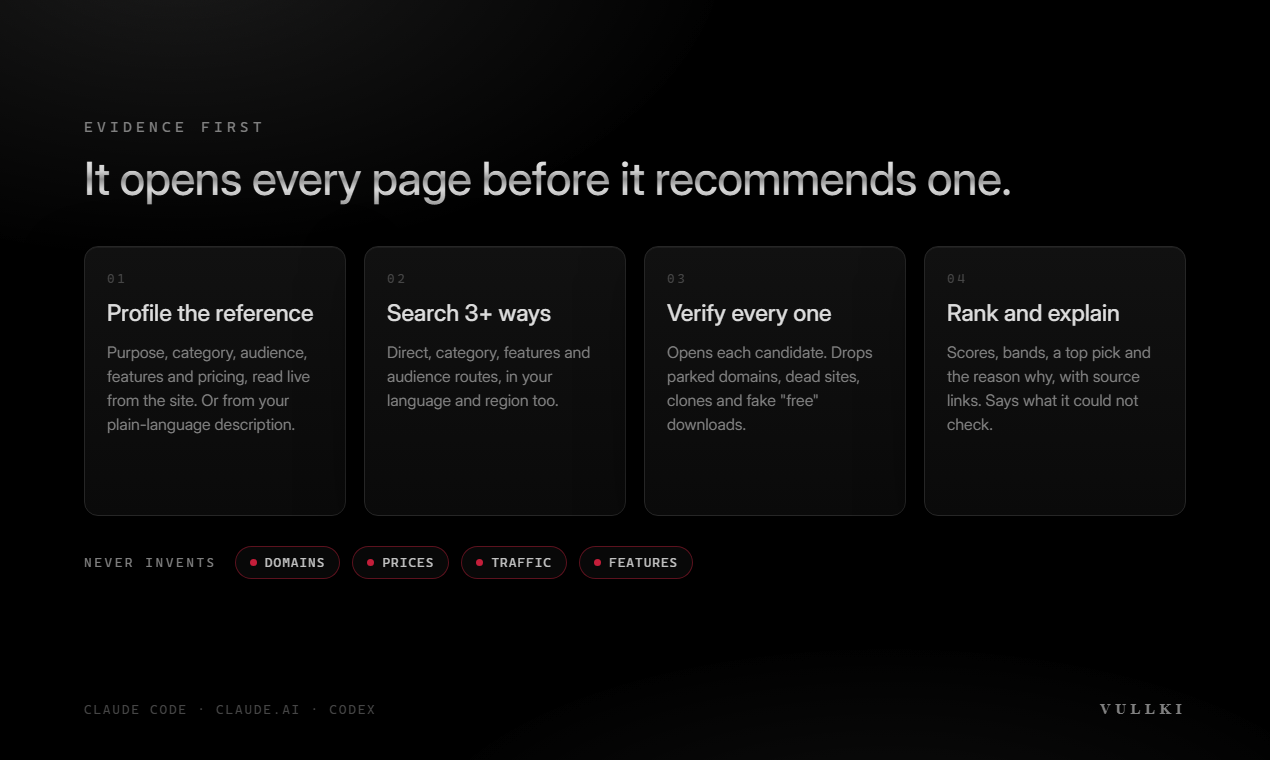 EVIDENCE FIRST
It opens every page before it recommends one.
01
Profile the reference
Purpose, category, audience,
features and pricing, read live
from the site. Or from your
plain-language description.
02
Search 3+ ways
Direct, category, features and
audience routes, in your
language and region too.
03
Verify every one
Opens each candidate. Drops
parked domains, dead sites,
clones and fake "free"
downloads.
04
Rank and explain
Scores, bands, a top pick and
the reason why, with source
links. Says what it could not
check.
NEVER INVENTS DOMAINS PRICES TRAFFIC FEATURES
CLAUDE CODE · CLAUDE.AI · CODEX
VULLKI